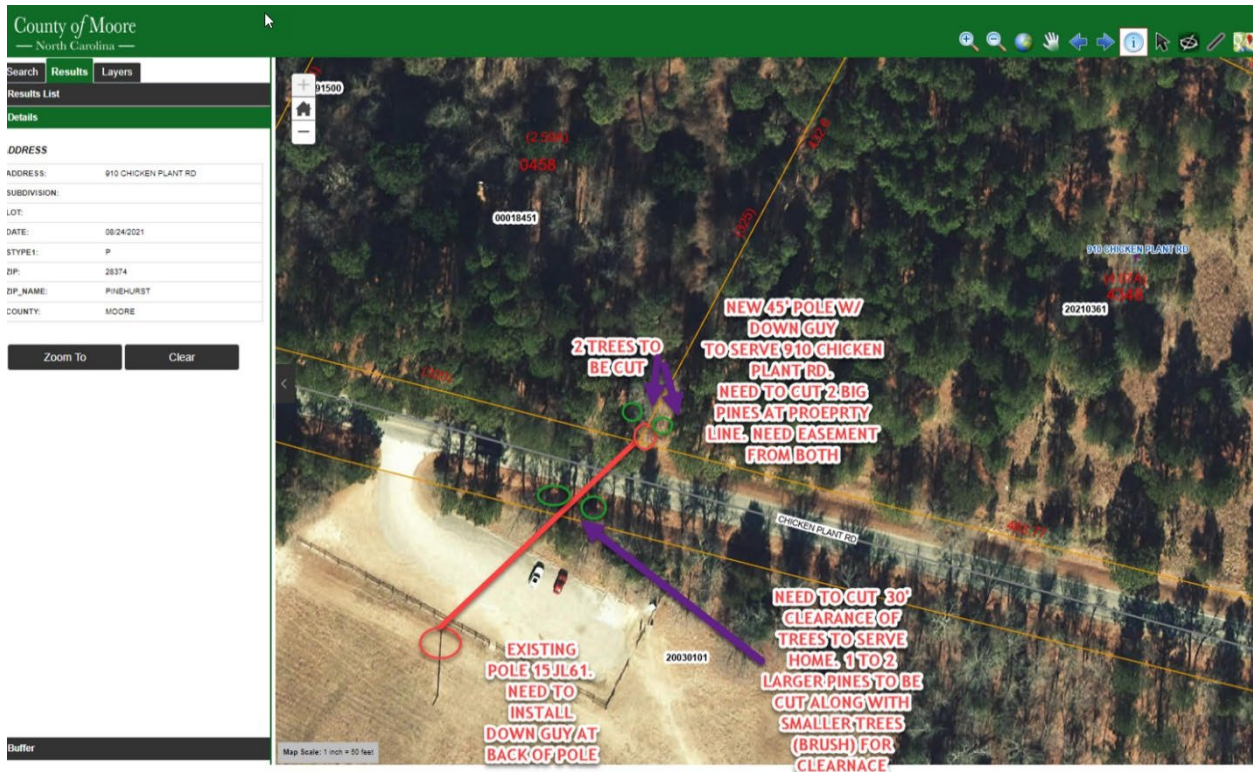 County of Moore
— North Carolina —
Search Results Layers
Results List
Details
ADDRESS
ADDRESS: 910 CHICKEN PLANT RD
SUBDIVISION:
LOT:
DATE: 08/24/2021
STYPE1: P
ZIP: 28374
ZIP_NAME: PINEHURST
COUNTY: MOORE
Zoom To Clear
Buffer
91500
0458
00018451
432.8
(325)
910 CHICKEN PLANT RD
20210361
NEW 45' POLE W/
DOWN GUY
TO SERVE 910 CHICKEN
PLANT RD.
NEED TO CUT 2 BIG
PINES AT PROEPRTY
LINE. NEED EASEMENT
FROM BOTH
2 TREES TO
BE CUT
CHICKEN PLANT RD
NEED TO CUT 30'
CLEARANCE OF
TREES TO SERVE
HOME. 1 TO 2
LARGER PINES TO BE
CUT ALONG WITH
SMALLER TREES
(BRUSH) FOR
CLEARNACE
20030101
EXISTING
POLE 15JL61.
NEED TO
INSTALL
DOWN GUY AT
BACK OF POLE
Map Scale: 1 inch = 50 feet